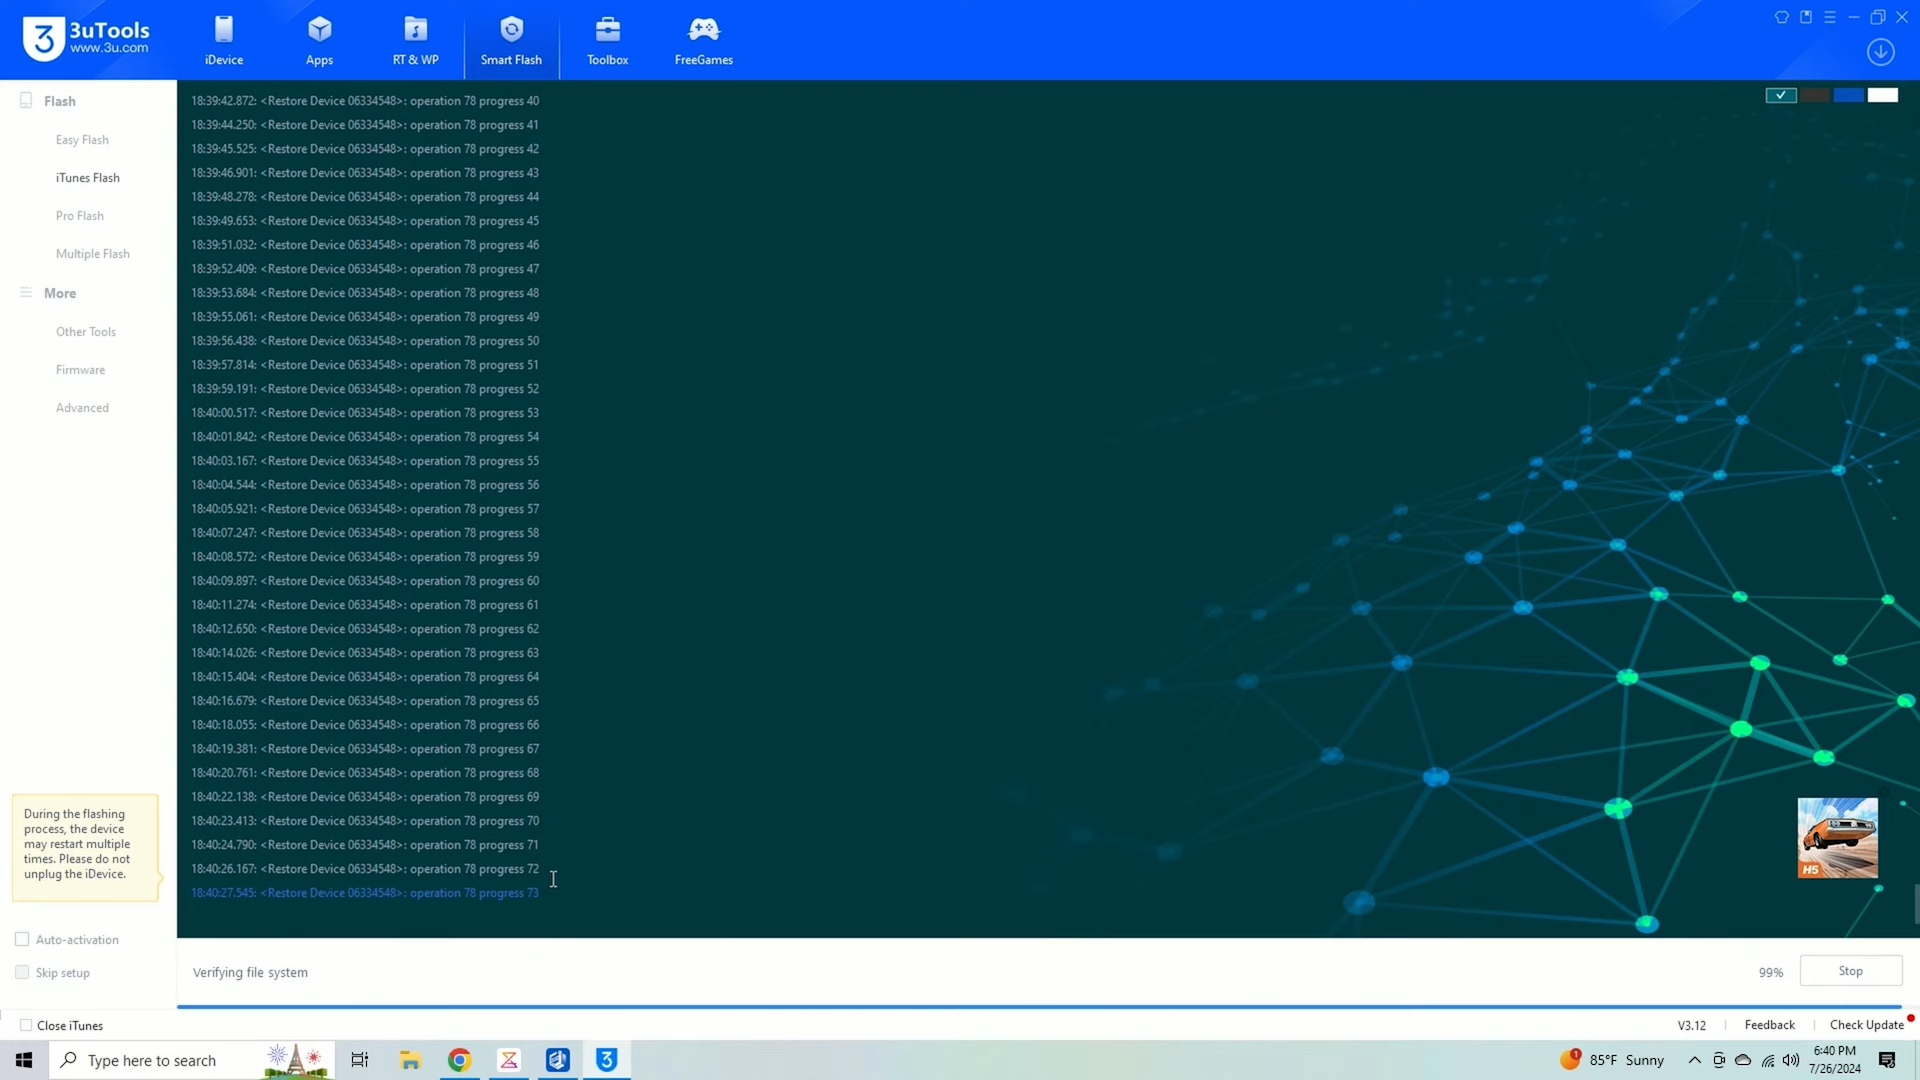 3uTools
www.3u.com
iDevice
Apps
RT & WP
Smart Flash
Toolbox
FreeGames
Flash
Easy Flash
iTunes Flash
Pro Flash
Multiple Flash
More
Other Tools
Firmware
Advanced
18:39:42.872: <Restore Device 06334548>: operation 78 progress 40
18:39:44.250: <Restore Device 06334548>: operation 78 progress 41
18:39:45.525: <Restore Device 06334548>: operation 78 progress 42
18:39:46.901: <Restore Device 06334548>: operation 78 progress 43
18:39:48.278: <Restore Device 06334548>: operation 78 progress 44
18:39:49.653: <Restore Device 06334548>: operation 78 progress 45
18:39:51.032: <Restore Device 06334548>: operation 78 progress 46
18:39:52.409: <Restore Device 06334548>: operation 78 progress 47
18:39:53.684: <Restore Device 06334548>: operation 78 progress 48
18:39:55.061: <Restore Device 06334548>: operation 78 progress 49
18:39:56.438: <Restore Device 06334548>: operation 78 progress 50
18:39:57.814: <Restore Device 06334548>: operation 78 progress 51
18:39:59.191: <Restore Device 06334548>: operation 78 progress 52
18:40:00.517: <Restore Device 06334548>: operation 78 progress 53
18:40:01.842: <Restore Device 06334548>: operation 78 progress 54
18:40:03.167: <Restore Device 06334548>: operation 78 progress 55
18:40:04.544: <Restore Device 06334548>: operation 78 progress 56
18:40:05.921: <Restore Device 06334548>: operation 78 progress 57
18:40:07.247: <Restore Device 06334548>: operation 78 progress 58
18:40:08.572: <Restore Device 06334548>: operation 78 progress 59
18:40:09.897: <Restore Device 06334548>: operation 78 progress 60
18:40:11.274: <Restore Device 06334548>: operation 78 progress 61
18:40:12.650: <Restore Device 06334548>: operation 78 progress 62
18:40:14.026: <Restore Device 06334548>: operation 78 progress 63
18:40:15.404: <Restore Device 06334548>: operation 78 progress 64
18:40:16.679: <Restore Device 06334548>: operation 78 progress 65
18:40:18.055: <Restore Device 06334548>: operation 78 progress 66
18:40:19.381: <Restore Device 06334548>: operation 78 progress 67
18:40:20.761: <Restore Device 06334548>: operation 78 progress 68
18:40:22.138: <Restore Device 06334548>: operation 78 progress 69
18:40:23.413: <Restore Device 06334548>: operation 78 progress 70
18:40:24.790: <Restore Device 06334548>: operation 78 progress 71
18:40:26.167: <Restore Device 06334548>: operation 78 progress 72
18:40:27.545: <Restore Device 06334548>: operation 78 progress 73
H5
During the flashing
process, the device
may restart multiple
times. Please do not
unplug the iDevice.
Auto-activation
Skip setup
Verifying file system
99%
Stop
Close iTunes
V3.12
Feedback
Check Update
Type here to search
1
85°F Sunny
6:40 PM
7/26/2024